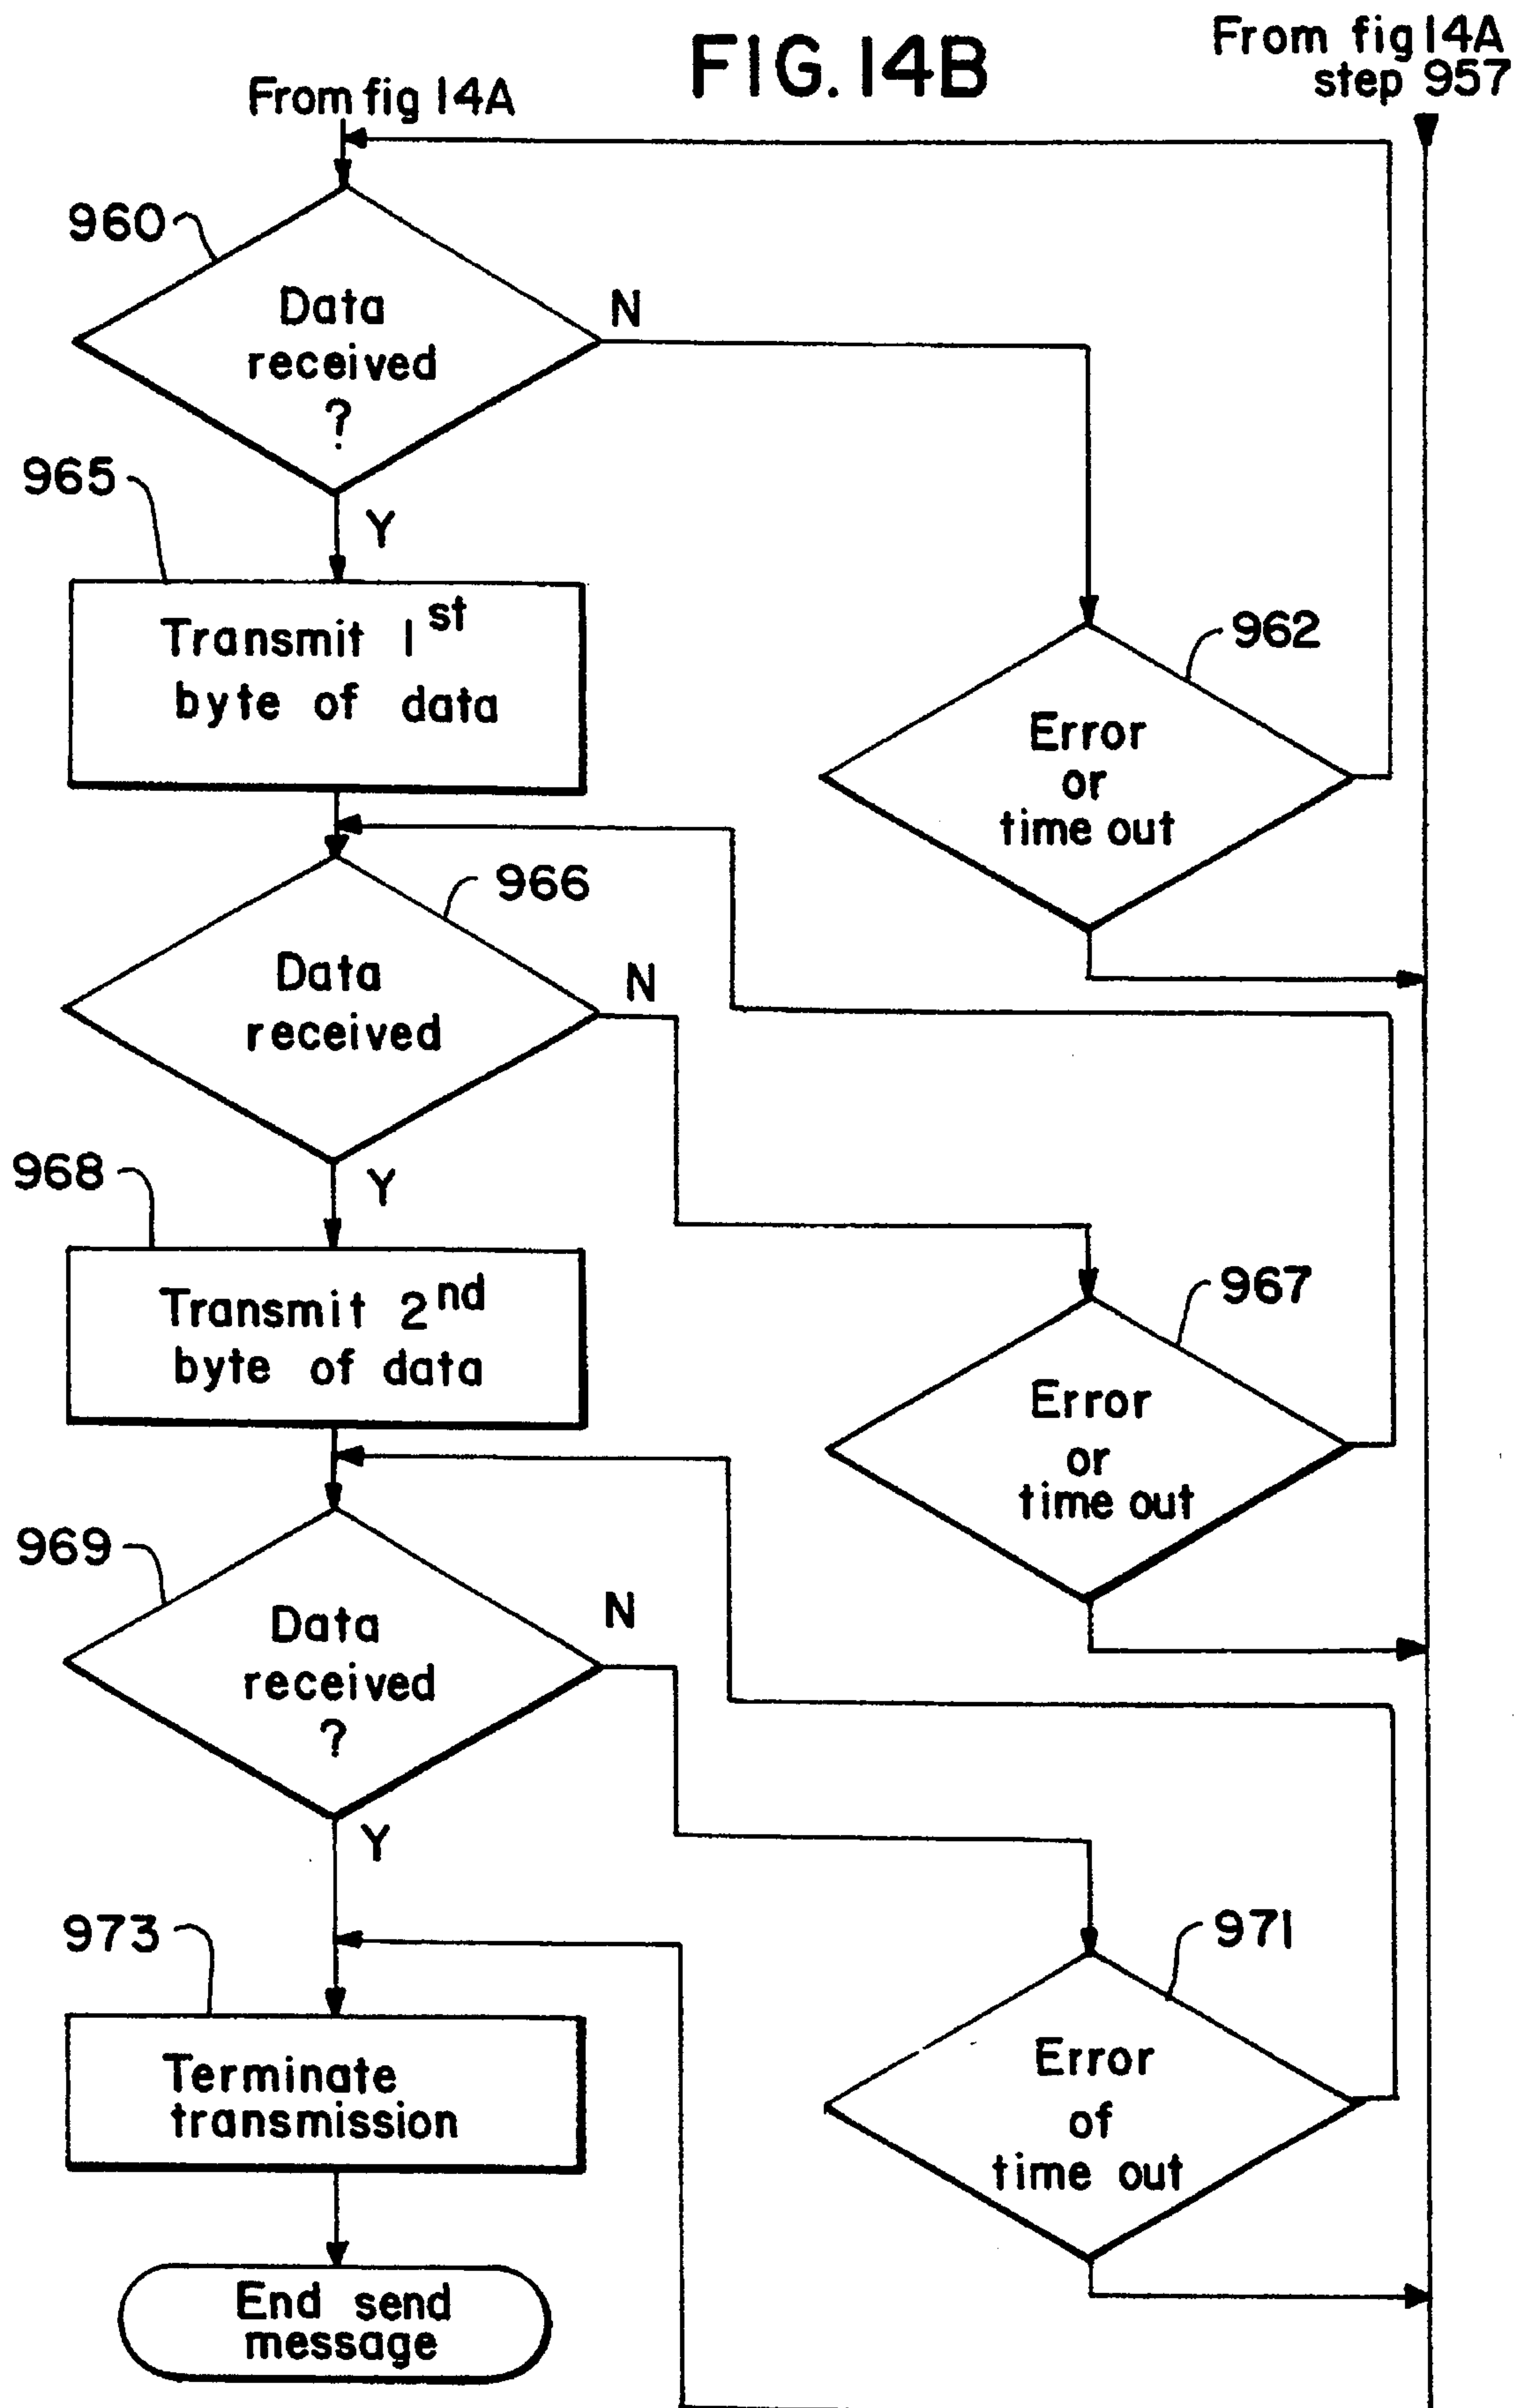 FIG. 14B
From fig 14A
From fig 14A
step 957
960
Data
received
?
N
Y
965
Transmit 1st
byte of data
962
Error
or
time out
966
Data
received
N
Y
968
Transmit 2nd
byte of data
967
Error
or
time out
969
Data
received
?
N
Y
973
Terminate
transmission
971
Error
of
time out
End send
message